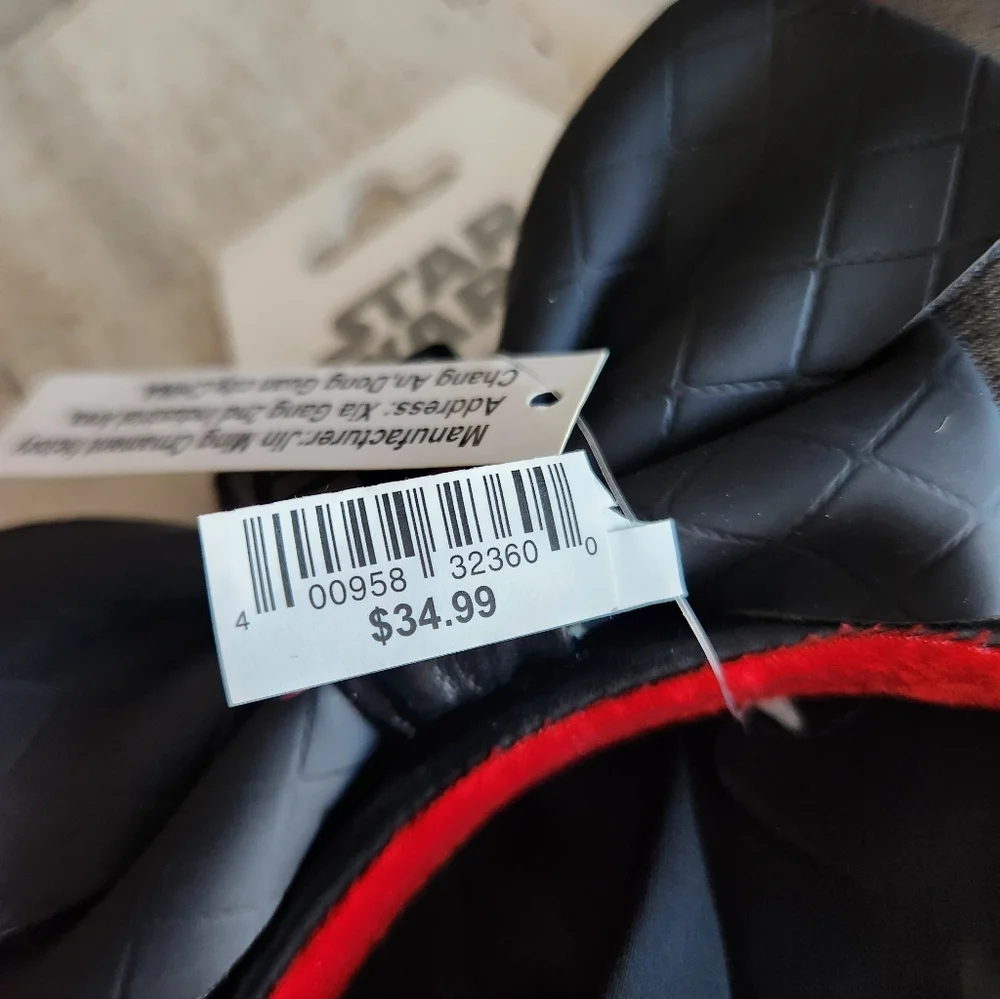 STAR
WARS
Manufacturer:Jin Ming Ornament factory
Address: Xia Gang 2nd Industrial Area,
Chang An,Dong Guan city,China.
4 00958 32360 0
$34.99